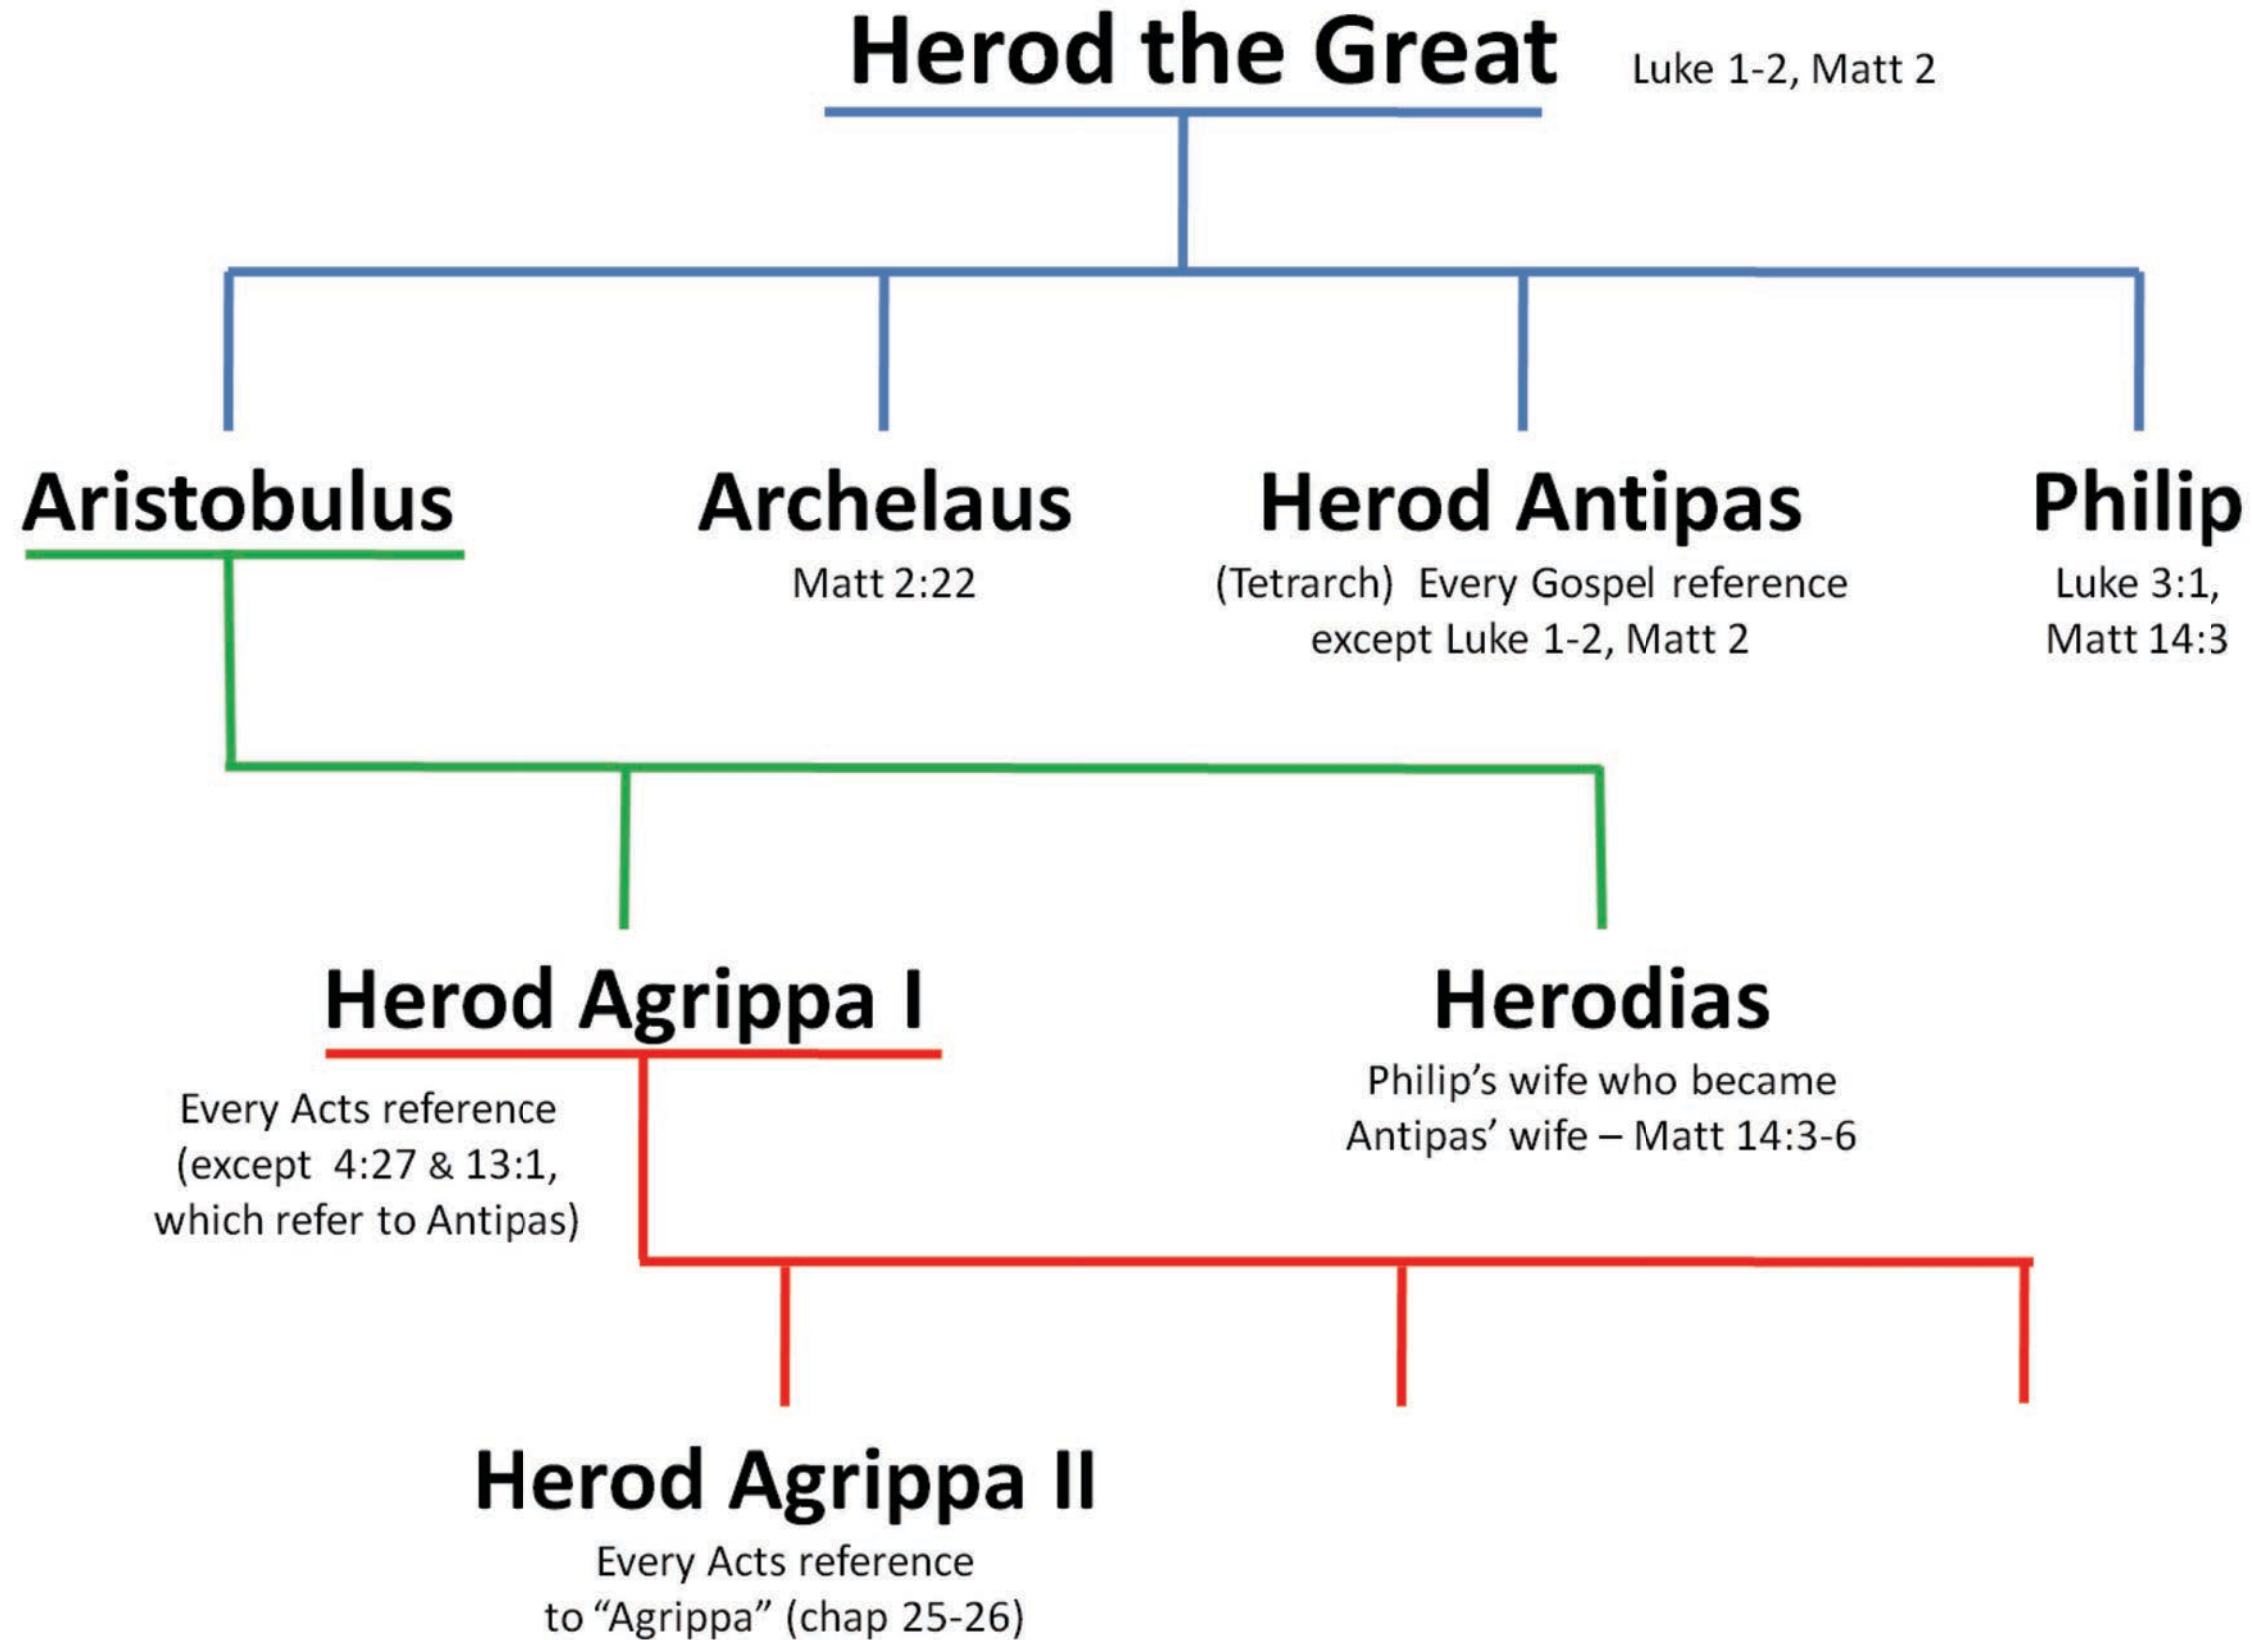 Herod the Great
Luke 1-2, Matt 2
Aristobulus
Archelaus
Matt 2:22
Herod Antipas
(Tetrarch) Every Gospel reference
except Luke 1-2, Matt 2
Philip
Luke 3:1,
Matt 14:3
Herod Agrippa I
Every Acts reference
(except 4:27 & 13:1,
which refer to Antipas)
Herodias
Philip’s wife who became
Antipas’ wife – Matt 14:3-6
Herod Agrippa II
Every Acts reference
to “Agrippa” (chap 25-26)